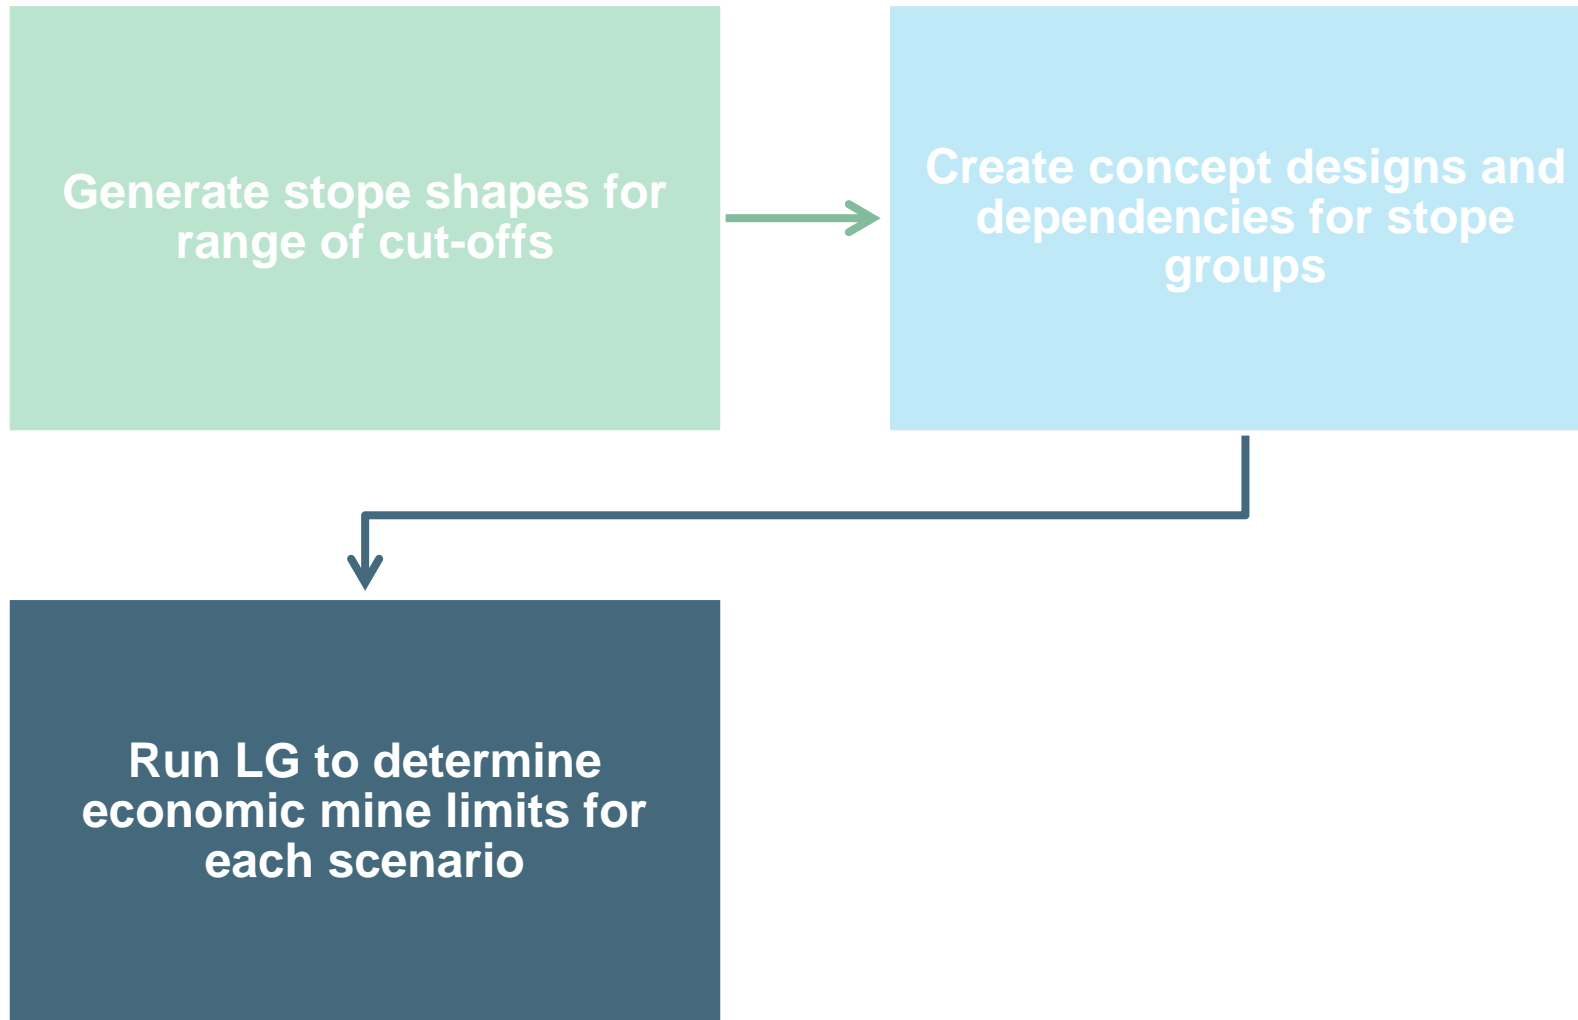 Generate stope shapes for
range of cut-offs
Create concept designs and
dependencies for stope
groups
Run LG to determine
economic mine limits for
each scenario